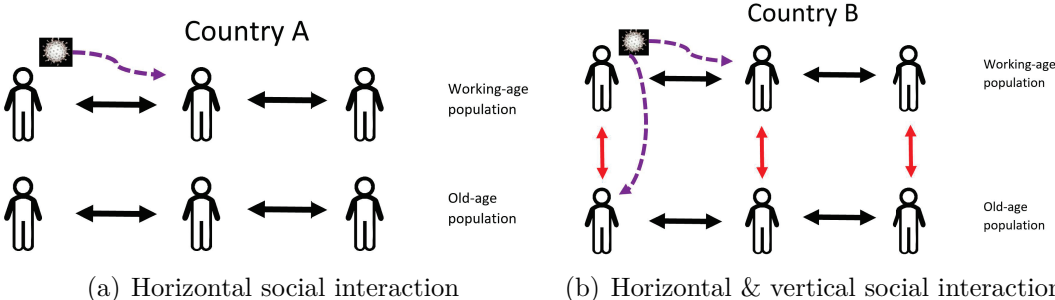 Country A
Working-age
population
Old-age
population
(a) Horizontal social interaction
Country B
Working-age
population
Old-age
population
(b) Horizontal & vertical social interaction